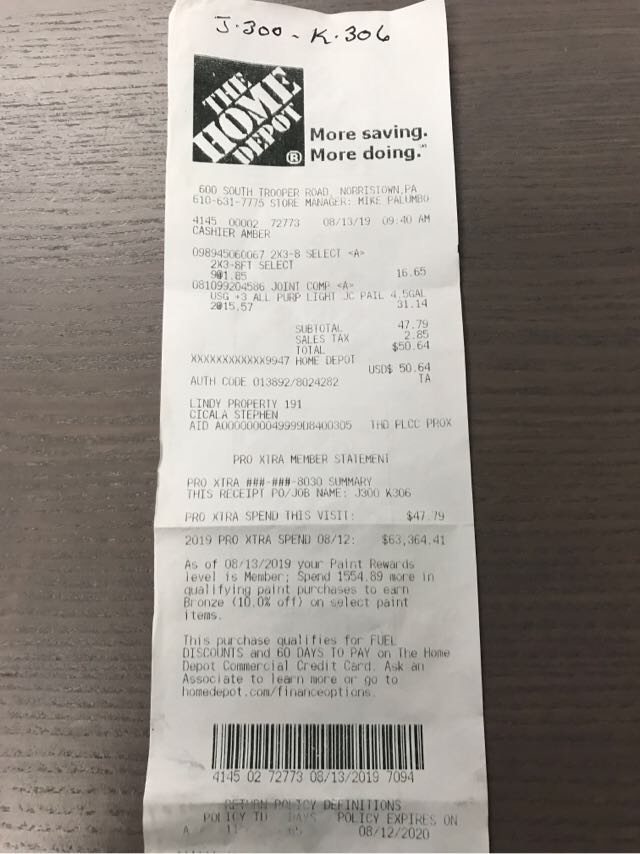 J·300 - K·306
THE
HOME
DEPOT
®
More saving.
More doing.℠
600 SOUTH TROOPER ROAD, NORRISTOWN,PA
610-631-7775 STORE MANAGER: MIKE PALUMBO
4145 00002 72773 08/13/19 09:40 AM
CASHIER AMBER
098945060067 2X3-8 SELECT <A>
2X3-8FT SELECT
9@1.85 16.65
081099204586 JOINT COMP <A>
USG +3 ALL PURP LIGHT JC PAIL 4.5GAL
2@15.57 31.14
SUBTOTAL 47.79
SALES TAX 2.85
TOTAL $50.64
XXXXXXXXXXXX9947 HOME DEPOT
USD$ 50.64
AUTH CODE 013892/8024282 TA
LINDY PROPERTY 191
CICALA STEPHEN
AID A0000000049999D8400305 THD PLCC PROX
PRO XTRA MEMBER STATEMENT
PRO XTRA ###-###-8030 SUMMARY
THIS RECEIPT PO/JOB NAME: J300 K306
PRO XTRA SPEND THIS VISIT: $47.79
2019 PRO XTRA SPEND 08/12: $63,364.41
As of 08/13/2019 your Paint Rewards
level is Member; Spend 1554.89 more in
qualifying paint purchases to earn
Bronze (10.0% off) on select paint
items.
This purchase qualifies for FUEL
DISCOUNTS and 60 DAYS TO PAY on The Home
Depot Commercial Credit Card. Ask an
Associate to learn more or go to
homedepot.com/financeoptions.
4145 02 72773 08/13/2019 7094
RETURN POLICY DEFINITIONS
POLICY ID DAYS POLICY EXPIRES ON
A 08/12/2020